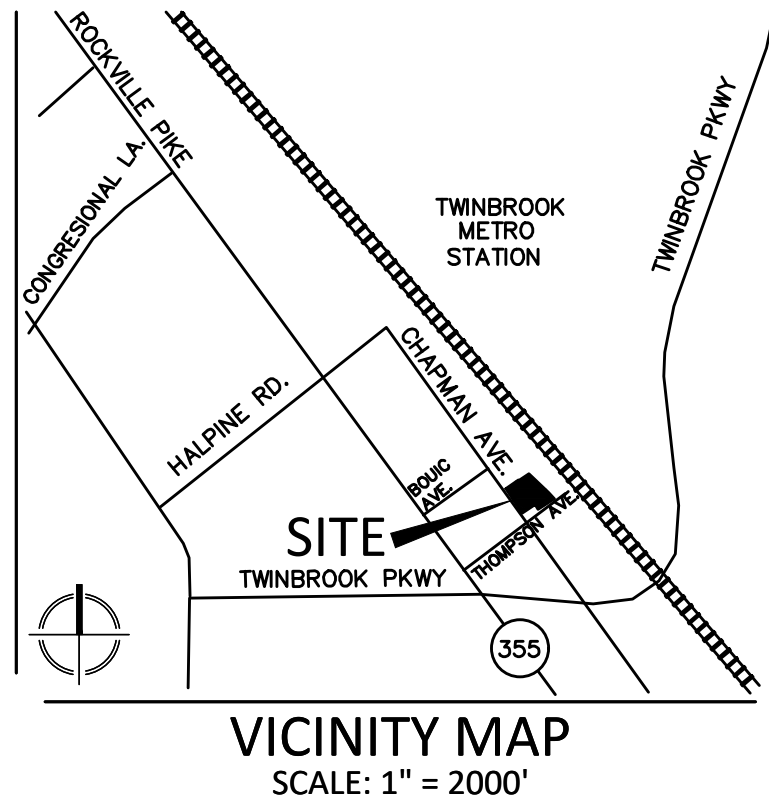 ROCKVILLE PIKE
CONGRESIONAL LA.
TWINBROOK PKWY
TWINBROOK
METRO
STATION
CHAPMAN AVE.
HALPINE RD.
BOUIC
AVE.
SITE
THOMPSON AVE.
TWINBROOK PKWY
355
VICINITY MAP
SCALE: 1" = 2000'